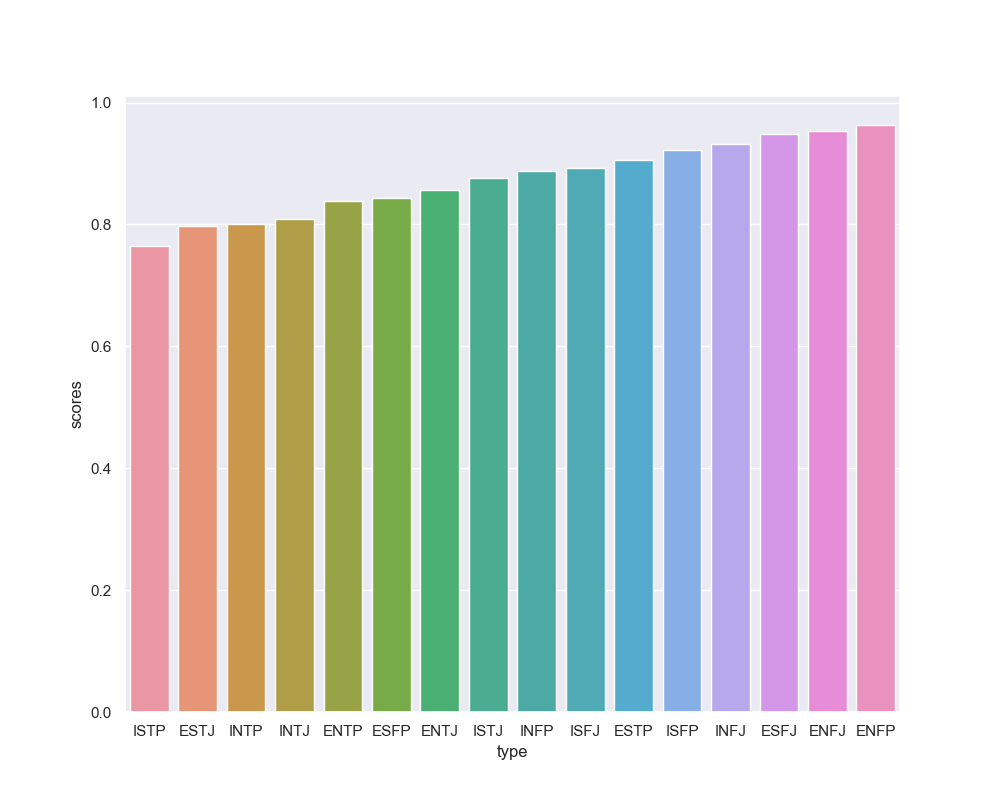 1.0
0.8
0.6
0.4
0.2
0.0
scores
ISTP ESTJ INTP INTJ ENTP ESFP ENTJ ISTJ INFP ISFJ ESTP ISFP INFJ ESFJ ENFJ ENFP
type